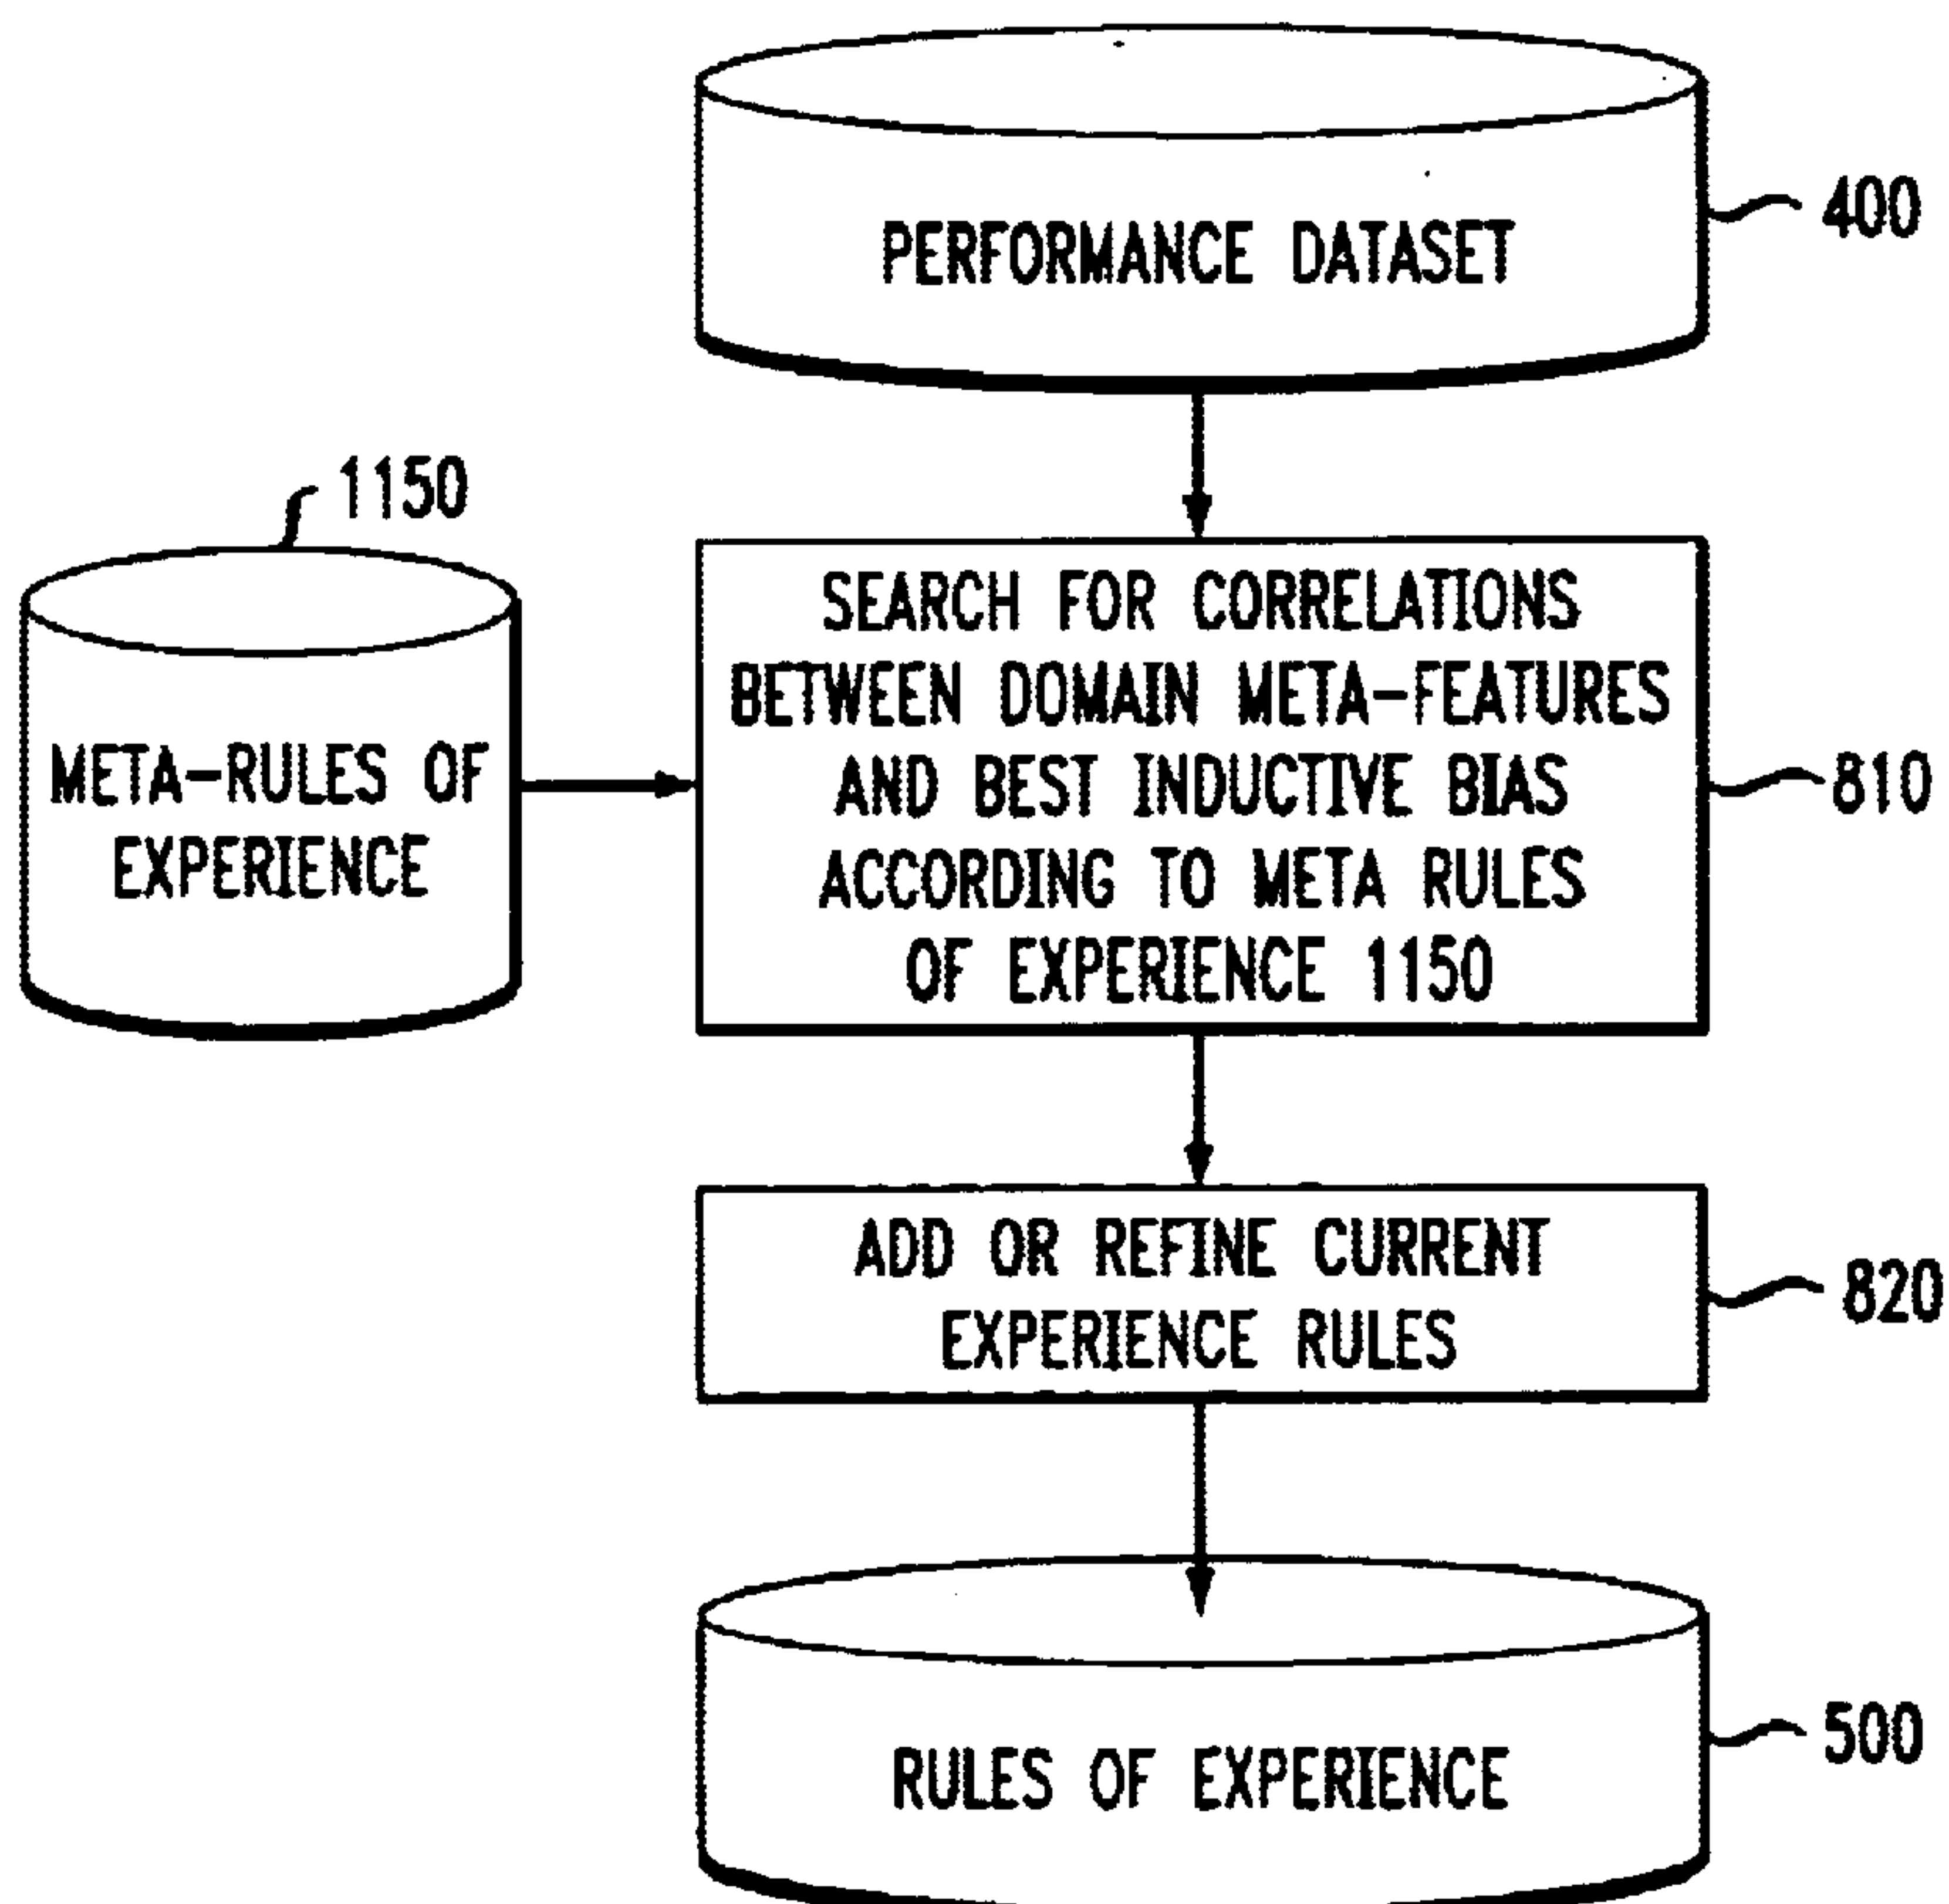 PERFORMANCE DATASET
400
1150
META-RULES OF
EXPERIENCE
SEARCH FOR CORRELATIONS
BETWEEN DOMAIN META-FEATURES
AND BEST INDUCTIVE BIAS
ACCORDING TO META RULES
OF EXPERIENCE 1150
810
ADD OR REFINE CURRENT
EXPERIENCE RULES
820
RULES OF EXPERIENCE
500